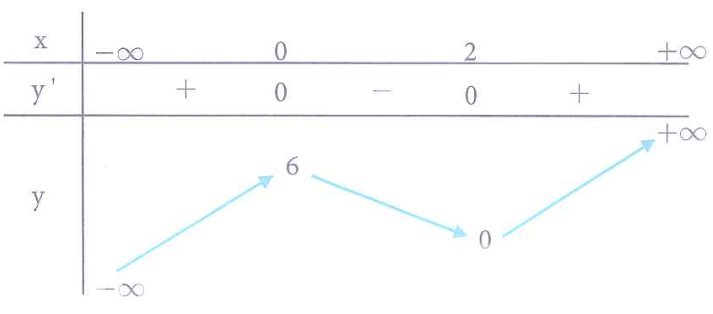 x −∞ 0 2 +∞
y' + 0 − 0 +
+∞
6
y
0
−∞